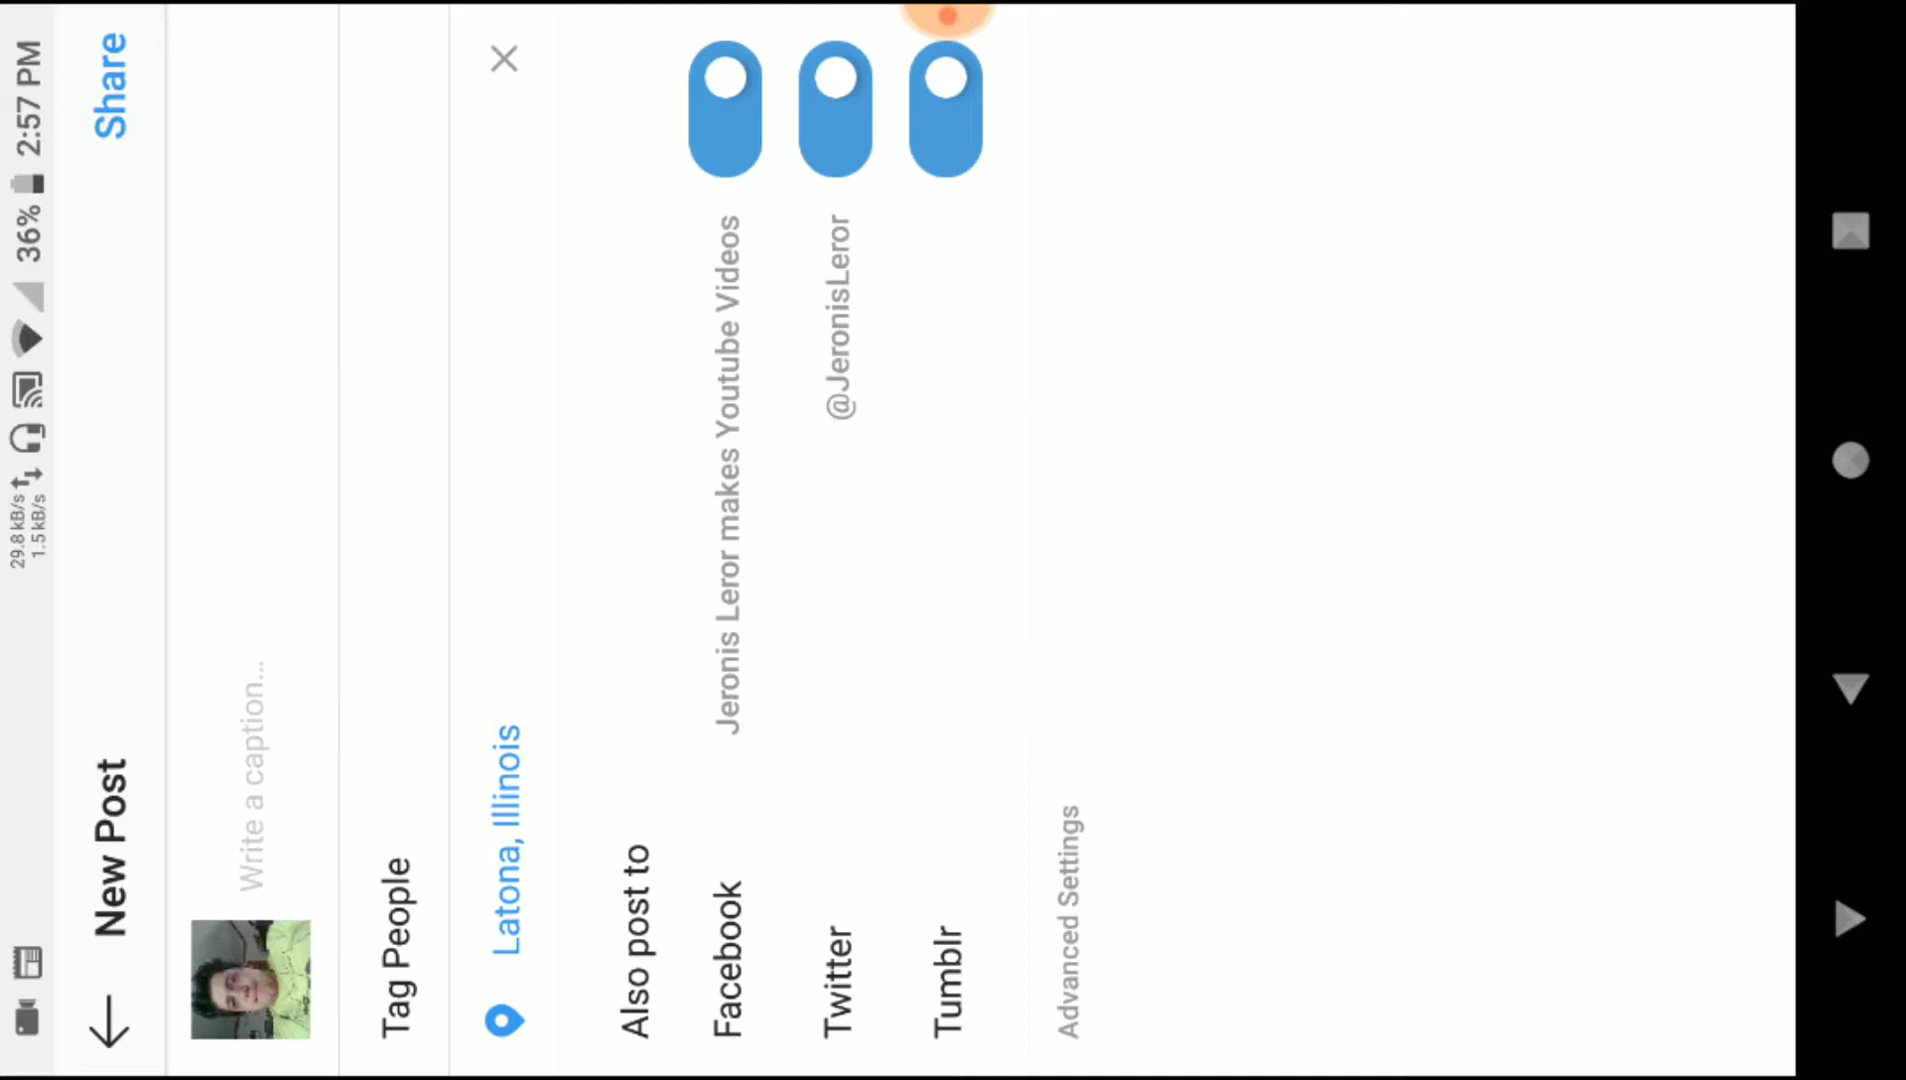 29.8 kB/s
1.5 kB/s
36%
2:57 PM
New Post
Share
Write a caption...
Tag People
Latona, Illinois
Also post to
Facebook
Jeronis Leror makes Youtube Videos
Twitter
@JeronisLeror
Tumblr
Advanced Settings